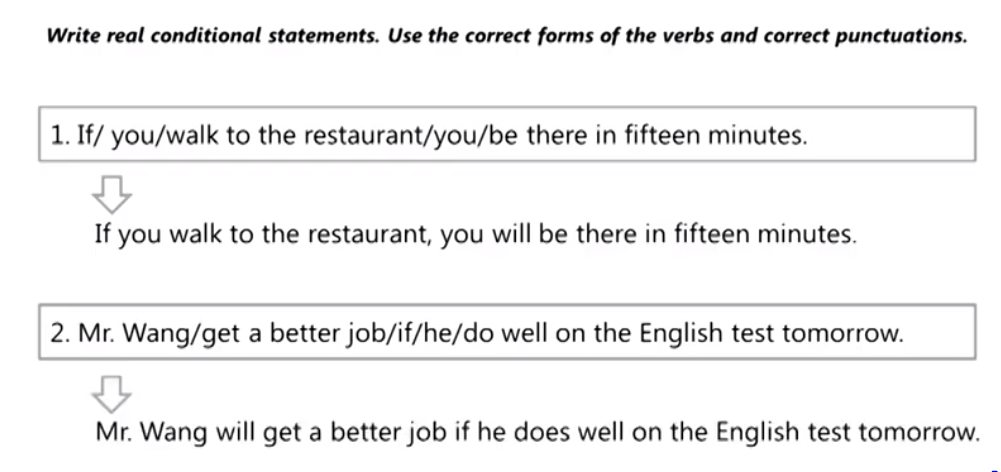 Write real conditional statements. Use the correct forms of the verbs and correct punctuations.
1. If/ you/walk to the restaurant/you/be there in fifteen minutes.
If you walk to the restaurant, you will be there in fifteen minutes.
2. Mr. Wang/get a better job/if/he/do well on the English test tomorrow.
Mr. Wang will get a better job if he does well on the English test tomorrow.